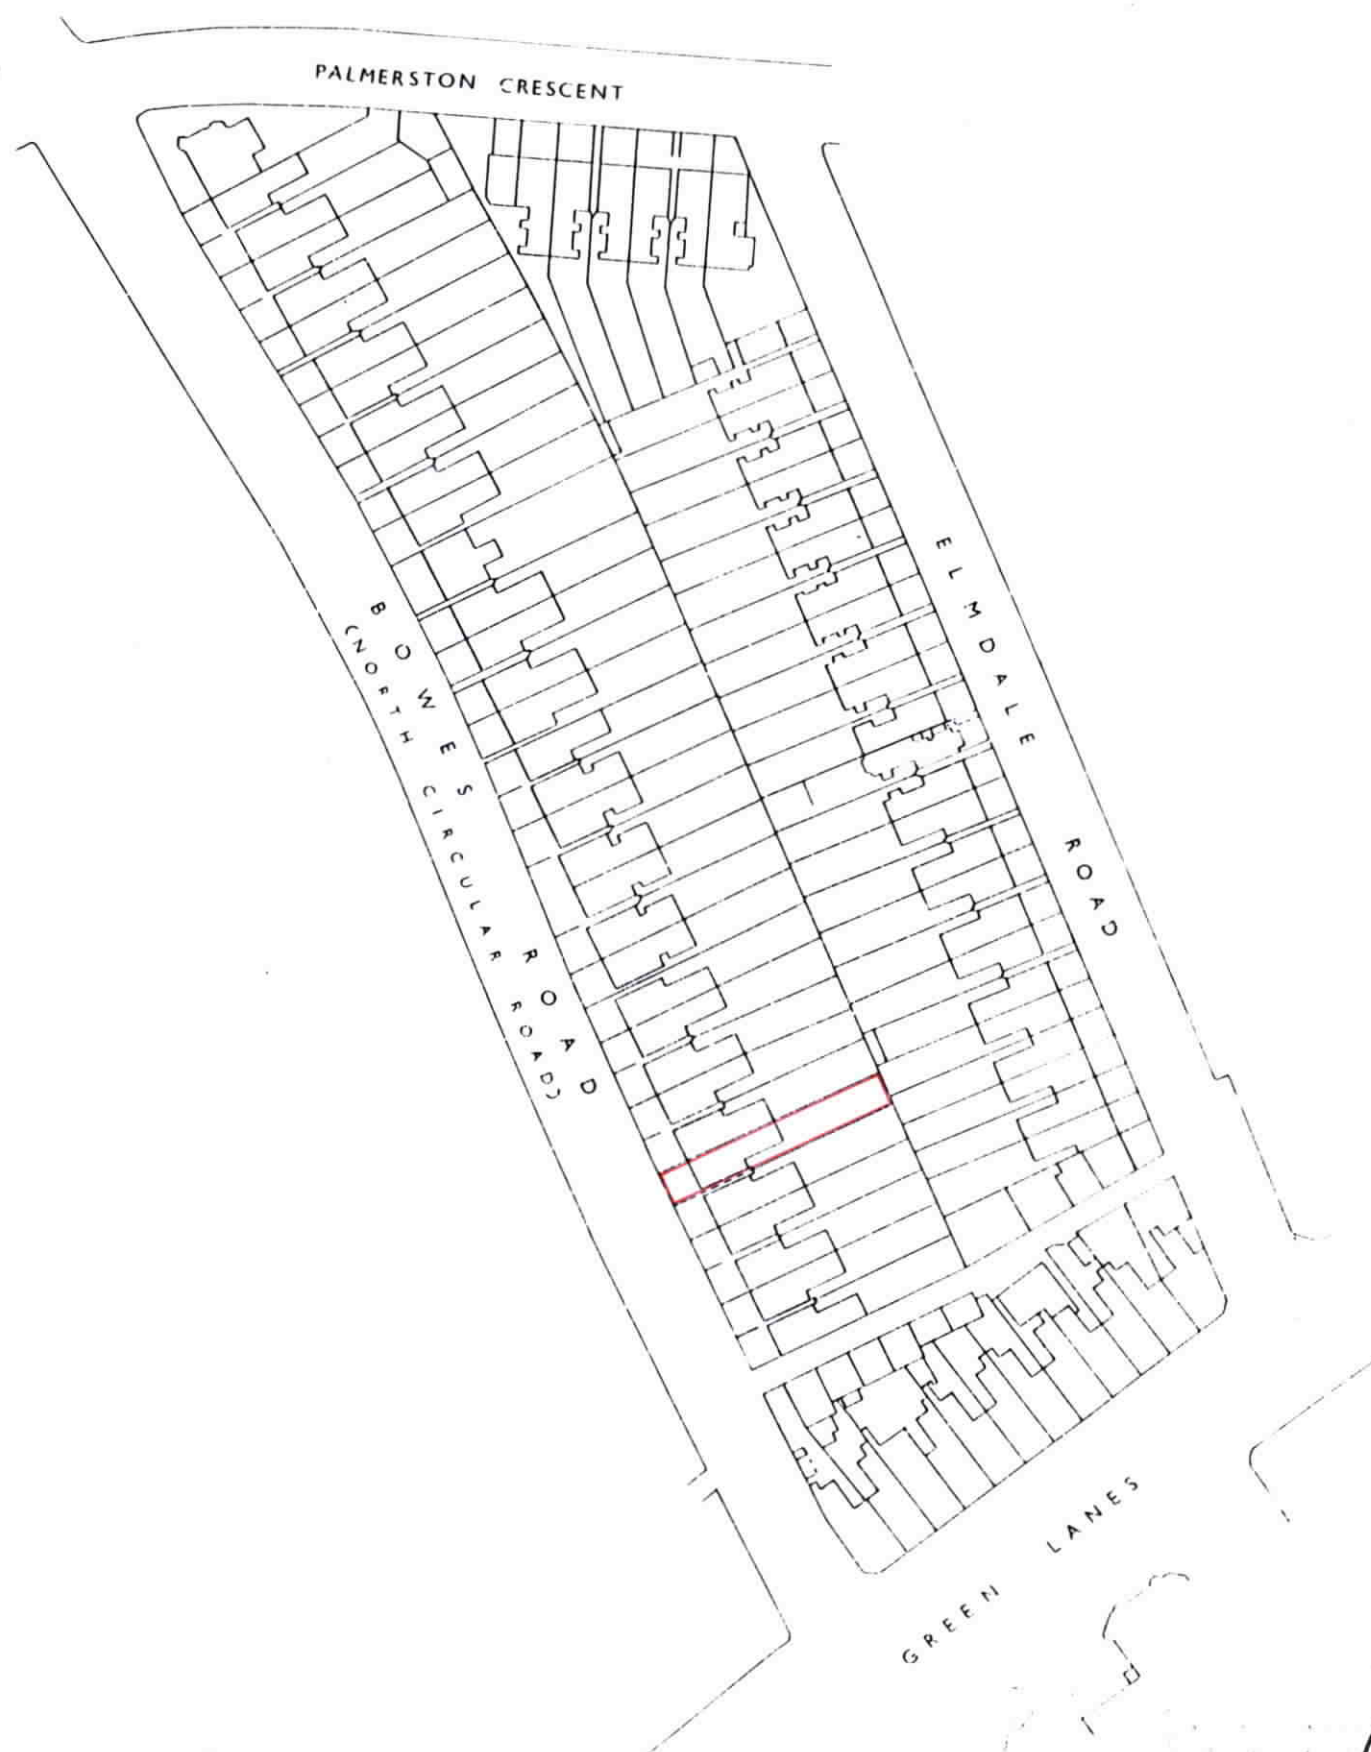 PALMERSTON CRESCENT
BOWES ROAD
(NORTH CIRCULAR ROAD)
ELMDALE ROAD
GREEN LANES